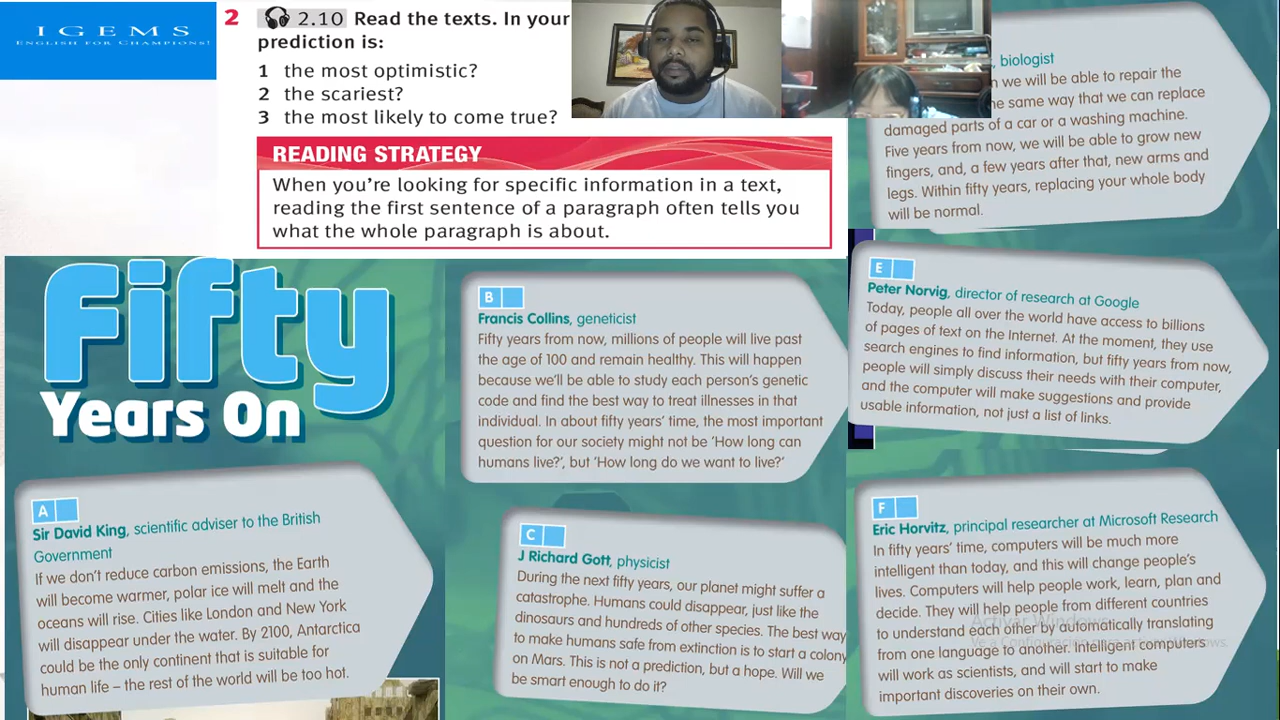 IGEMS
ENGLISH FOR CHAMPIONS!
2 2.10 Read the texts. In your
prediction is:
1 the most optimistic?
2 the scariest?
3 the most likely to come true?
READING STRATEGY
When you're looking for specific information in a text,
reading the first sentence of a paragraph often tells you
what the whole paragraph is about.
Fifty
Years On
A
Sir David King, scientific adviser to the British
Government
If we don't reduce carbon emissions, the Earth
will become warmer, polar ice will melt and the
oceans will rise. Cities like London and New York
will disappear under the water. By 2100, Antarctica
could be the only continent that is suitable for
human life – the rest of the world will be too hot.
B
Francis Collins, geneticist
Fifty years from now, millions of people will live past
the age of 100 and remain healthy. This will happen
because we'll be able to study each person's genetic
code and find the best way to treat illnesses in that
individual. In about fifty years' time, the most important
question for our society might not be 'How long can
humans live?', but 'How long do we want to live?'
C
J Richard Gott, physicist
During the next fifty years, our planet might suffer a
catastrophe. Humans could disappear, just like the
dinosaurs and hundreds of other species. The best way
to make humans safe from extinction is to start a colony
on Mars. This is not a prediction, but a hope. Will we
be smart enough to do it?
, biologist
we will be able to repair the
same way that we can replace
damaged parts of a car or a washing machine.
Five years from now, we will be able to grow new
fingers, and, a few years after that, new arms and
legs. Within fifty years, replacing your whole body
will be normal.
E
Peter Norvig, director of research at Google
Today, people all over the world have access to billions
of pages of text on the Internet. At the moment, they use
search engines to find information, but fifty years from now,
people will simply discuss their needs with their computer,
and the computer will make suggestions and provide
usable information, not just a list of links.
F
Eric Horvitz, principal researcher at Microsoft Research
In fifty years' time, computers will be much more
intelligent than today, and this will change people's
lives. Computers will help people work, learn, plan and
decide. They will help people from different countries
to understand each other by automatically translating
from one language to another. Intelligent computers
will work as scientists, and will start to make
important discoveries on their own.
Activar Windows
Ve a Configuración para activar Windows.